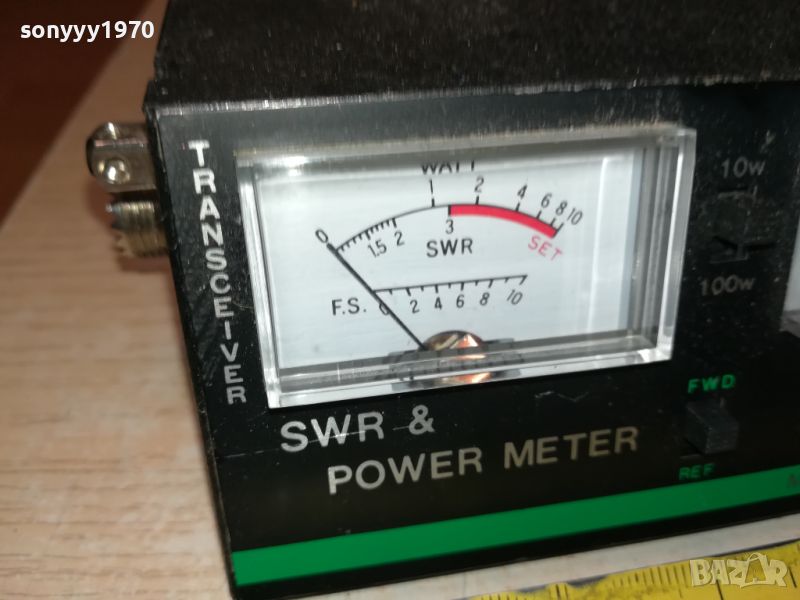 sonyyy1970
TRANSCEIVER
WATT
0 1 2 4 6 8 10
1.5 2 3 SET
SWR
F.S. 0 2 4 6 8 10
10w
100w
FWD
REF
SWR &
POWER METER
BAZAR